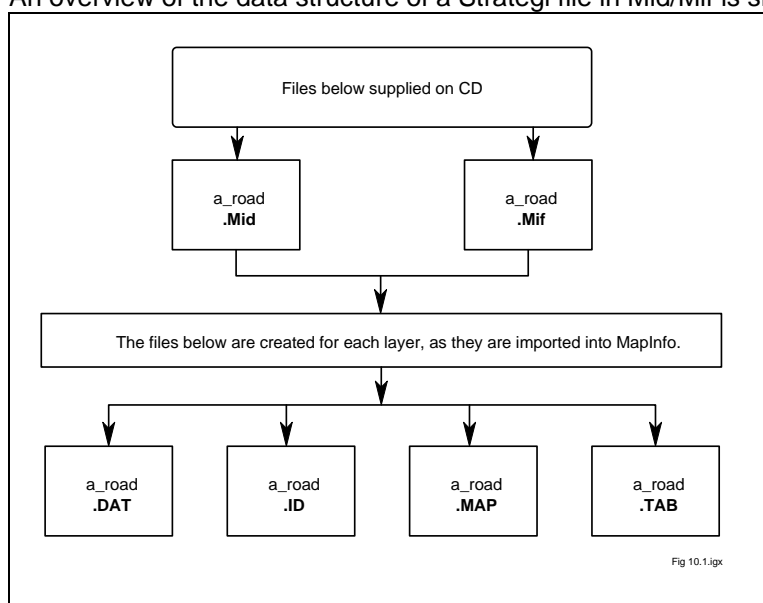 An overview of the data structure of a Strategi file in Mid/Mif is
Files below supplied on CD
a_road
.Mid
a_road
.Mif
The files below are created for each layer, as they are imported into MapInfo.
a_road
.DAT
a_road
.ID
a_road
.MAP
a_road
.TAB
Fig 10.1.igx